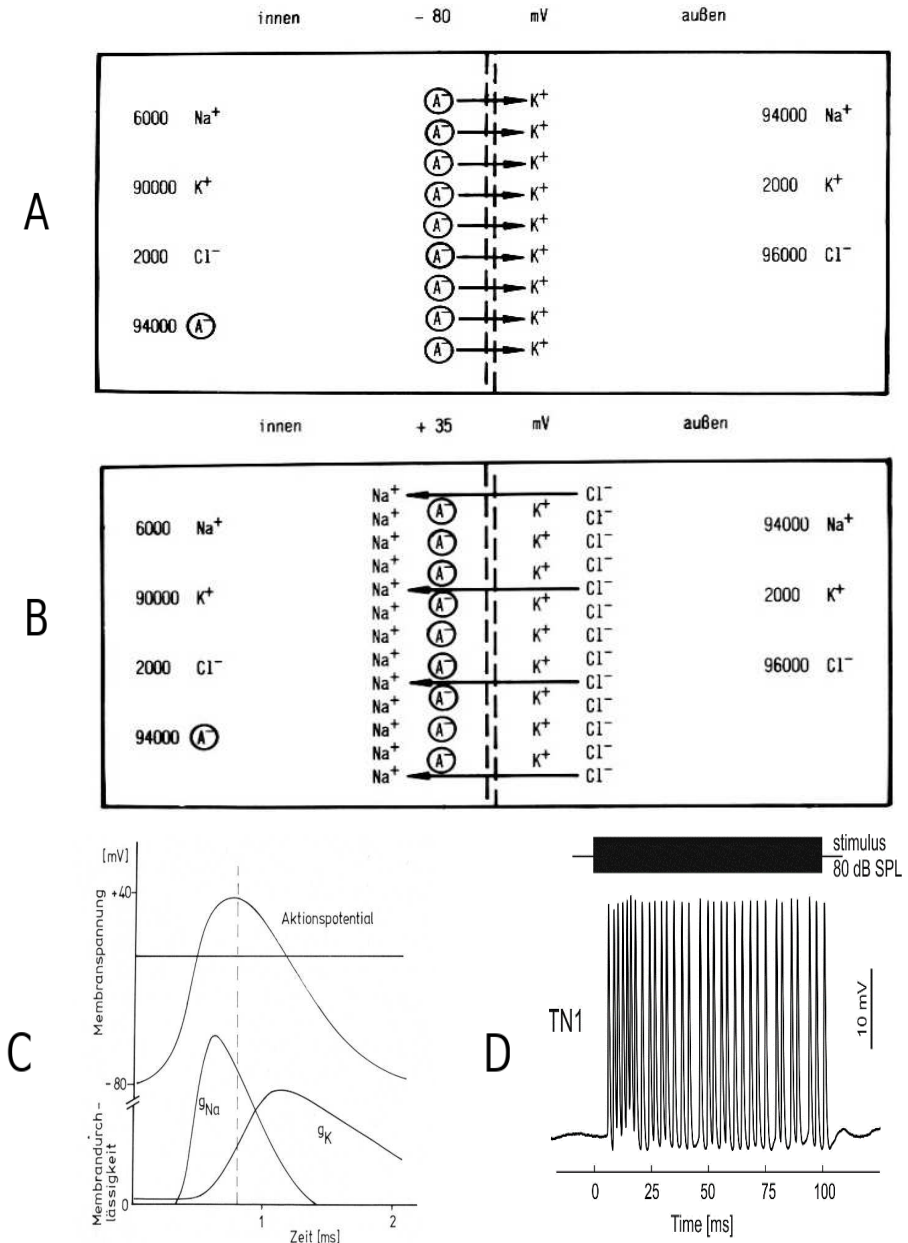 innen - 80 mV außen
A
6000 Na⁺
90000 K⁺
2000 Cl⁻
94000 A⁻
A⁻ K⁺
A⁻ K⁺
A⁻ K⁺
A⁻ K⁺
A⁻ K⁺
A⁻ K⁺
A⁻ K⁺
A⁻ K⁺
A⁻ K⁺
94000 Na⁺
2000 K⁺
96000 Cl⁻
innen + 35 mV außen
B
6000 Na⁺
90000 K⁺
2000 Cl⁻
94000 A⁻
Na⁺ Cl⁻
A⁻ K⁺
Na⁺ Cl⁻
Na⁺ A⁻ K⁺ Cl⁻
Na⁺ Cl⁻
A⁻ K⁺
Na⁺ Cl⁻
A⁻ K⁺
Na⁺ Cl⁻
Na⁺ A⁻ K⁺ Cl⁻
Na⁺ Cl⁻
A⁻ K⁺
Na⁺ Cl⁻
A⁻ K⁺
Na⁺ Cl⁻
Na⁺ A⁻ K⁺ Cl⁻
Na⁺ Cl⁻
A⁻ K⁺
Na⁺ Cl⁻
94000 Na⁺
2000 K⁺
96000 Cl⁻
C
[mV]
+40
Membranspannung
Aktionspotential
- 80
gNa
gK
Membrandurch-
lässigkeit
0
1 2
Zeit [ms]
D
stimulus
80 dB SPL
TN1
10 mV
0 25 50 75 100
Time [ms]